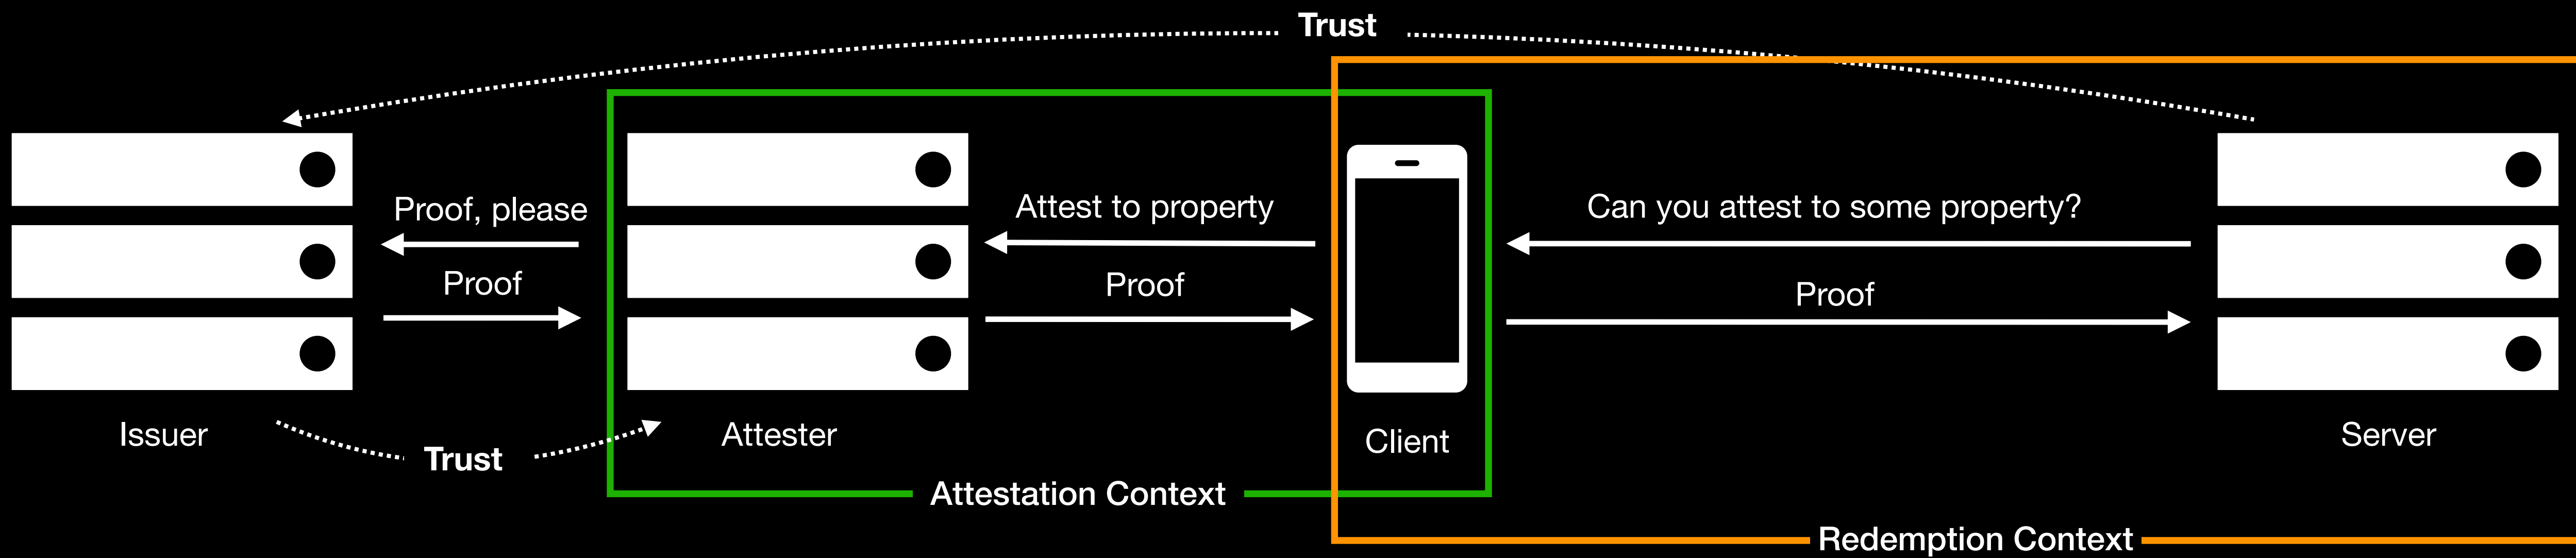 Trust
Proof, please
Attest to property
Can you attest to some property?
Proof
Proof
Proof
Issuer
Trust
Attester
Client
Server
Attestation Context
Redemption Context